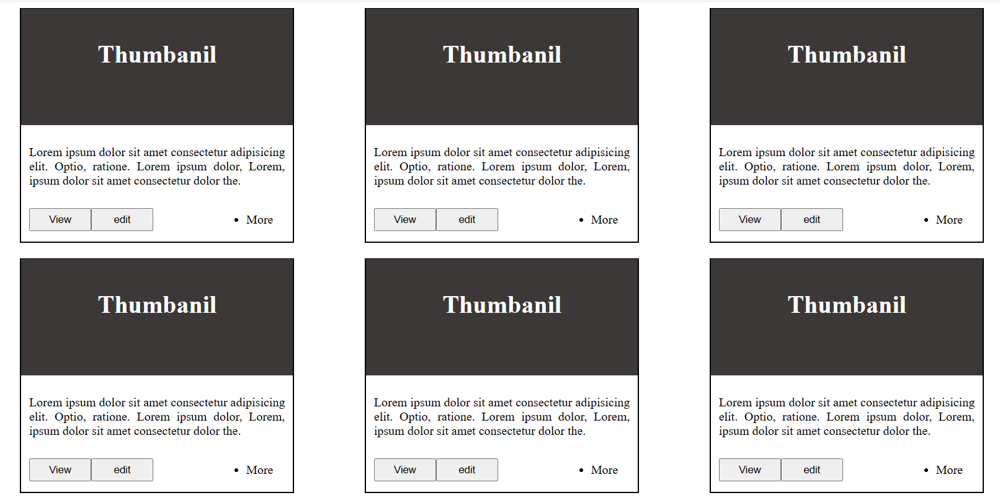 Thumbanil
Thumbanil
Thumbanil
Lorem ipsum dolor sit amet consectetur adipisicing
elit. Optio, ratione. Lorem ipsum dolor, Lorem,
ipsum dolor sit amet consectetur dolor the.
Lorem ipsum dolor sit amet consectetur adipisicing
elit. Optio, ratione. Lorem ipsum dolor, Lorem,
ipsum dolor sit amet consectetur dolor the.
Lorem ipsum dolor sit amet consectetur adipisicing
elit. Optio, ratione. Lorem ipsum dolor, Lorem,
ipsum dolor sit amet consectetur dolor the.
View edit • More
View edit • More
View edit • More
Thumbanil
Thumbanil
Thumbanil
Lorem ipsum dolor sit amet consectetur adipisicing
elit. Optio, ratione. Lorem ipsum dolor, Lorem,
ipsum dolor sit amet consectetur dolor the.
Lorem ipsum dolor sit amet consectetur adipisicing
elit. Optio, ratione. Lorem ipsum dolor, Lorem,
ipsum dolor sit amet consectetur dolor the.
Lorem ipsum dolor sit amet consectetur adipisicing
elit. Optio, ratione. Lorem ipsum dolor, Lorem,
ipsum dolor sit amet consectetur dolor the.
View edit • More
View edit • More
View edit • More